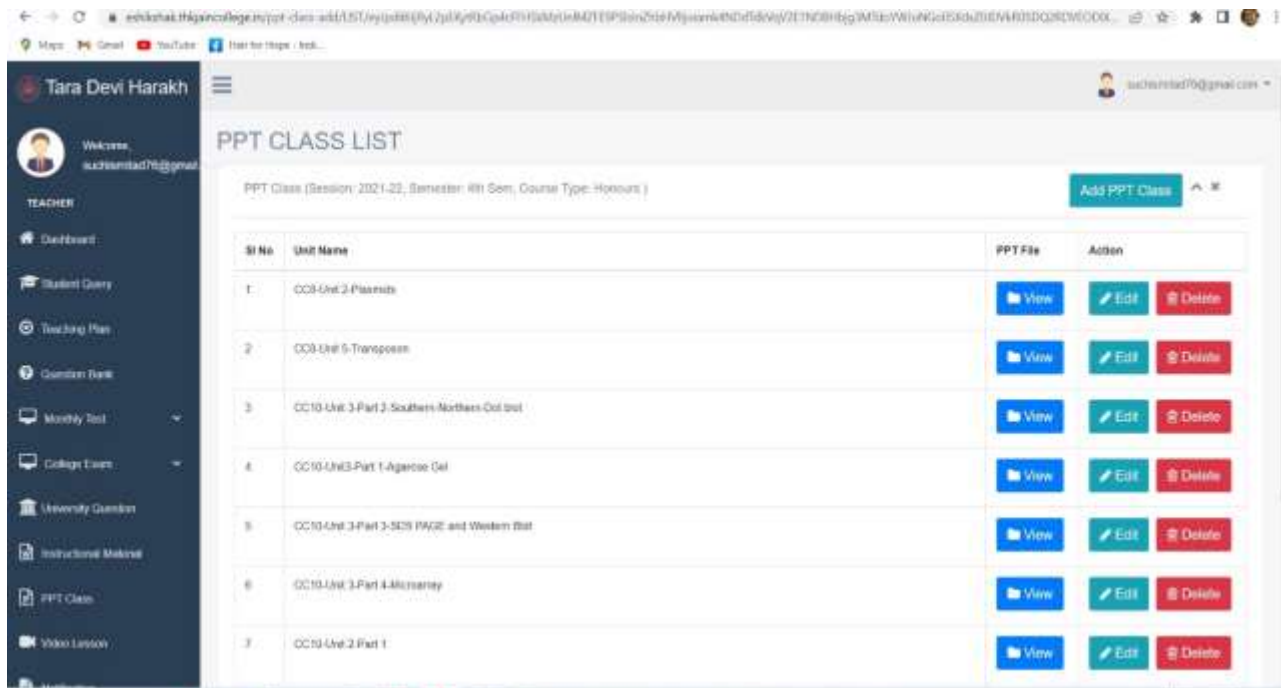 Maps Gmail YouTube
Tara Devi Harakh
Welcome,
TEACHER
Dashboard
Student Query
Teaching Plan
Question Bank
Monthly Test
College Exam
University Question
Instructional Material
PPT Class
Video Lesson
PPT CLASS LIST
PPT Class (Session: 2021-22, Semester: 4th Sem, Course Type: Honours )
Add PPT Class
Sl No Unit Name PPT File Action
1 CC8-Unit 2-Plasmids View Edit Delete
2 CC8-Unit 5-Transposon View Edit Delete
3 CC10-Unit 3-Part 2-Southern-Northern-Dot blot View Edit Delete
4 CC10-Unit3-Part 1-Agarose Gel View Edit Delete
5 CC10-Unit 3-Part 3-SDS PAGE and Western Blot View Edit Delete
6 CC10-Unit 3-Part 4-Microarray View Edit Delete
7 CC10-Unit 2-Part 1 View Edit Delete